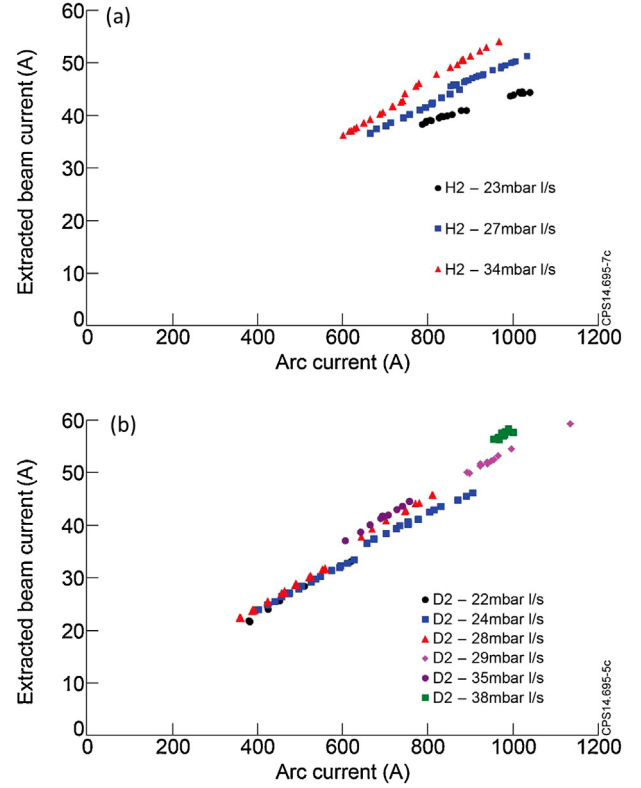 (a)
Extracted beam current (A)
60
50
40
30
20
10
0
H2 – 23mbar l/s
H2 – 27mbar l/s
H2 – 34mbar l/s
CPS14.695-7c
0 200 400 600 800 1000 1200
Arc current (A)
(b)
Extracted beam current (A)
60
50
40
30
20
10
0
D2 – 22mbar l/s
D2 – 24mbar l/s
D2 – 28mbar l/s
D2 – 29mbar l/s
D2 – 35mbar l/s
D2 – 38mbar l/s
CPS14.695-5c
0 200 400 600 800 1000 1200
Arc current (A)